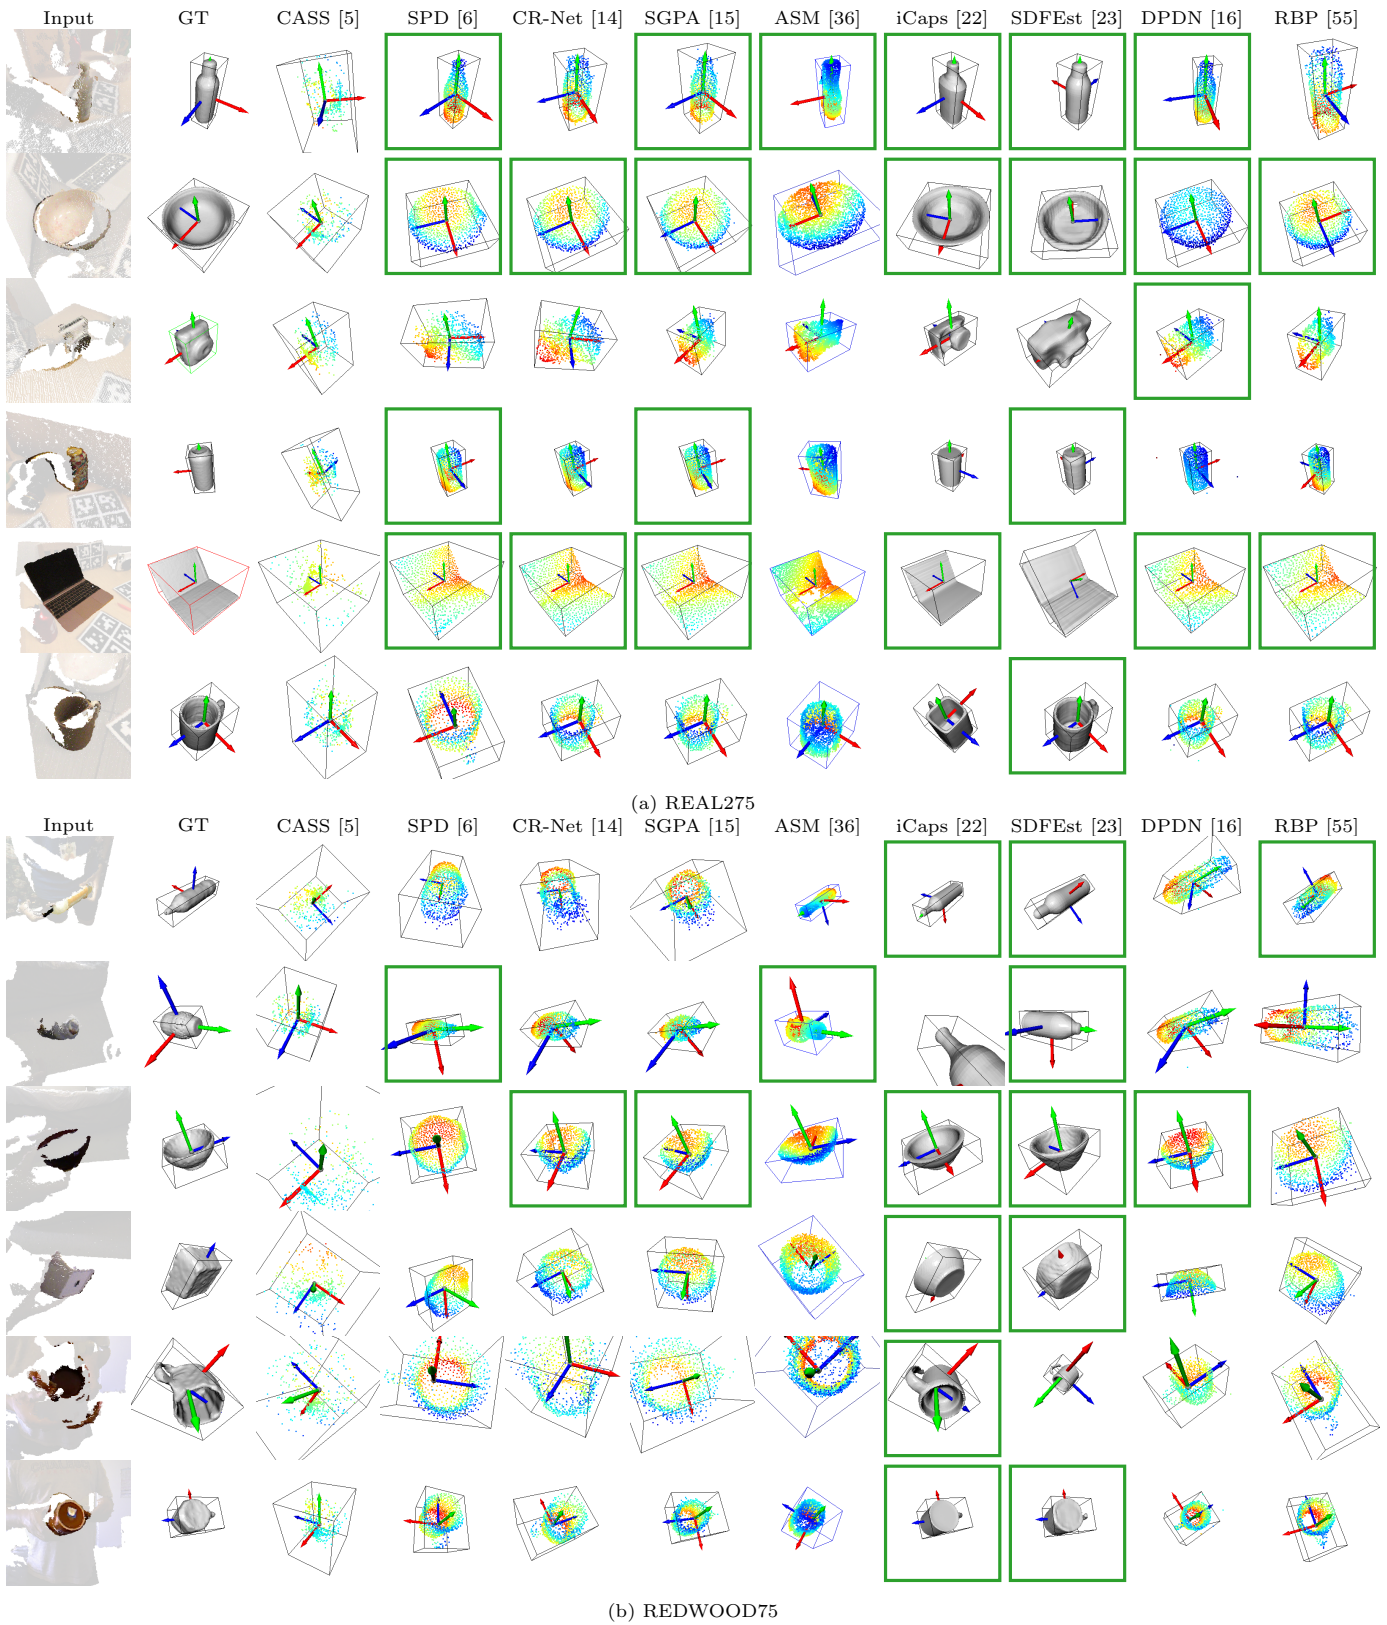 Input GT CASS [5] SPD [6] CR-Net [14] SGPA [15] ASM [36] iCaps [22] SDFEst [23] DPDN [16] RBP [55]
(a) REAL275
Input GT CASS [5] SPD [6] CR-Net [14] SGPA [15] ASM [36] iCaps [22] SDFEst [23] DPDN [16] RBP [55]
(b) REDWOOD75